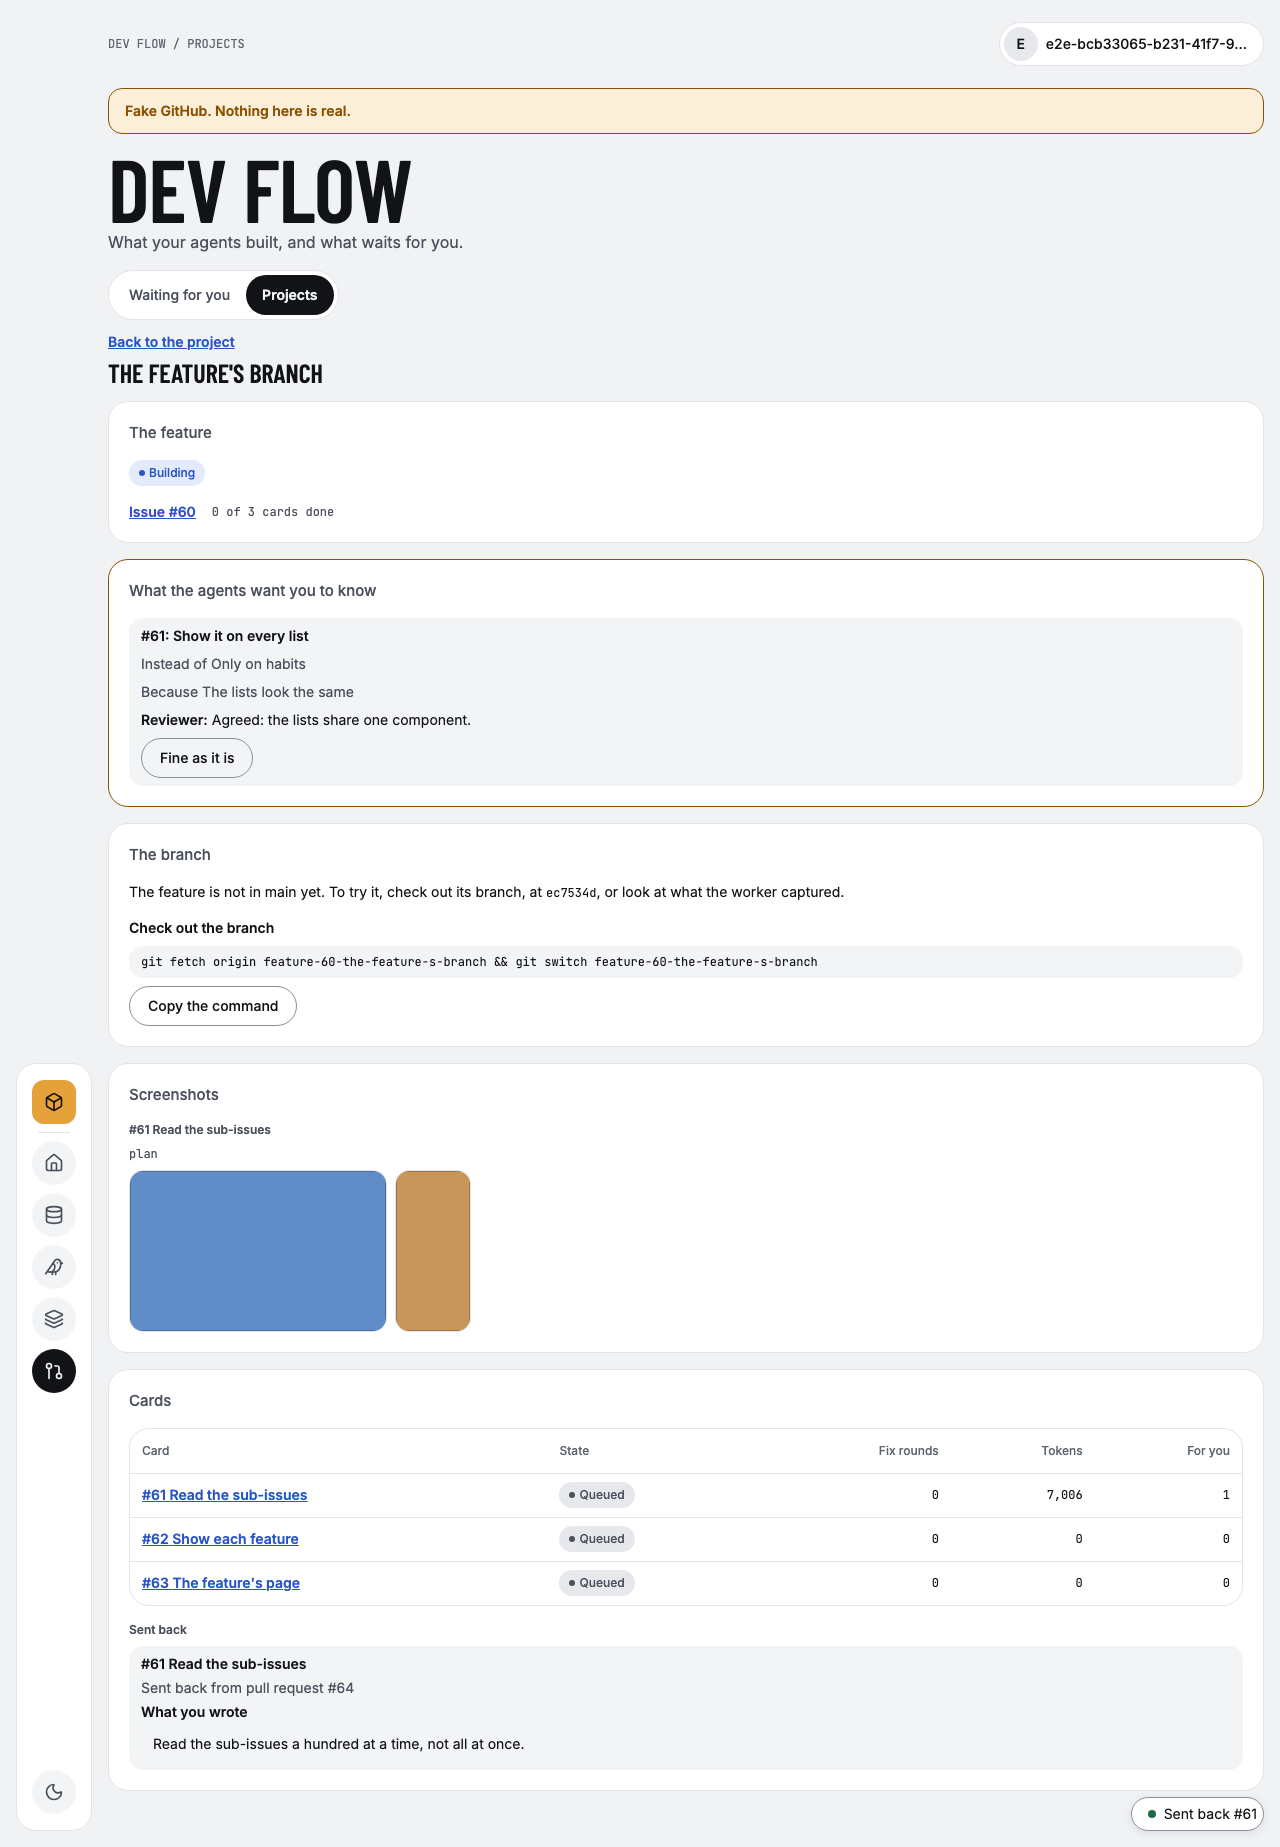 DEV FLOW / PROJECTS
E e2e-bcb33065-b231-41f7-9...
Fake GitHub. Nothing here is real.
DEV FLOW
What your agents built, and what waits for you.
Waiting for you Projects
Back to the project
THE FEATURE'S BRANCH
The feature
Building
Issue #60 0 of 3 cards done
What the agents want you to know
#61: Show it on every list
Instead of Only on habits
Because The lists look the same
Reviewer: Agreed: the lists share one component.
Fine as it is
The branch
The feature is not in main yet. To try it, check out its branch, at ec7534d, or look at what the worker captured.
Check out the branch
git fetch origin feature-60-the-feature-s-branch && git switch feature-60-the-feature-s-branch
Copy the command
Screenshots
#61 Read the sub-issues
plan
Cards
Card State Fix rounds Tokens For you
#61 Read the sub-issues Queued 0 7,006 1
#62 Show each feature Queued 0 0 0
#63 The feature's page Queued 0 0 0
Sent back
#61 Read the sub-issues
Sent back from pull request #64
What you wrote
Read the sub-issues a hundred at a time, not all at once.
Sent back #61